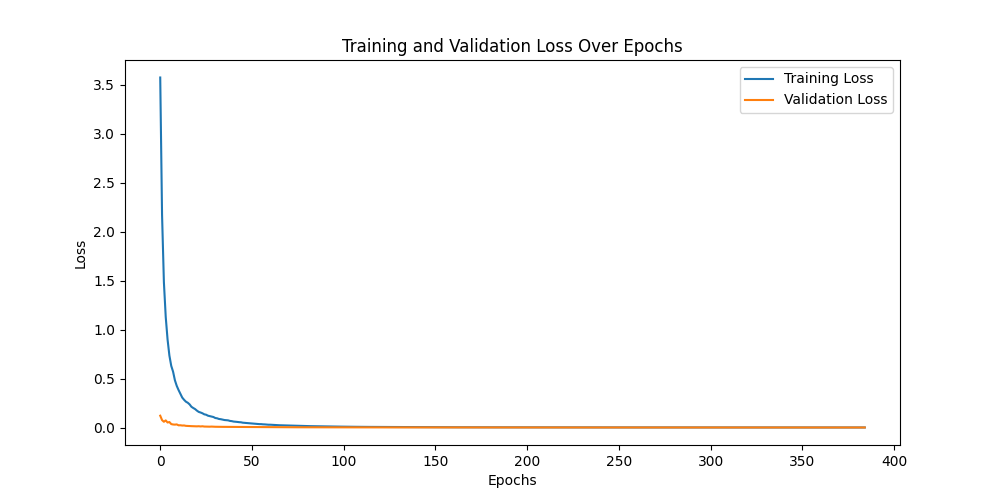 Training and Validation Loss Over Epochs
Training Loss
Validation Loss
3.5
3.0
2.5
2.0
1.5
1.0
0.5
0.0
Loss
0 50 100 150 200 250 300 350 400
Epochs